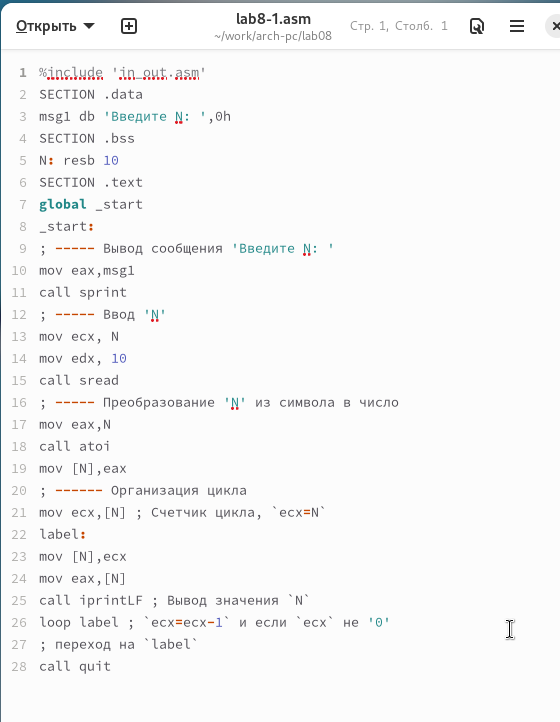 Открыть
lab8-1.asm
~/work/arch-pc/lab08
Стр. 1, Столб. 1
1 %include 'in_out.asm'
2 SECTION .data
3 msg1 db 'Введите N: ',0h
4 SECTION .bss
5 N: resb 10
6 SECTION .text
7 global _start
8 _start:
9 ; ----- Вывод сообщения 'Введите N: '
10 mov eax,msg1
11 call sprint
12 ; ----- Ввод 'N'
13 mov ecx, N
14 mov edx, 10
15 call sread
16 ; ----- Преобразование 'N' из символа в число
17 mov eax,N
18 call atoi
19 mov [N],eax
20 ; ------ Организация цикла
21 mov ecx,[N] ; Счетчик цикла, `ecx=N`
22 label:
23 mov [N],ecx
24 mov eax,[N]
25 call iprintLF ; Вывод значения `N`
26 loop label ; `ecx=ecx-1` и если `ecx` не '0'
27 ; переход на `label`
28 call quit